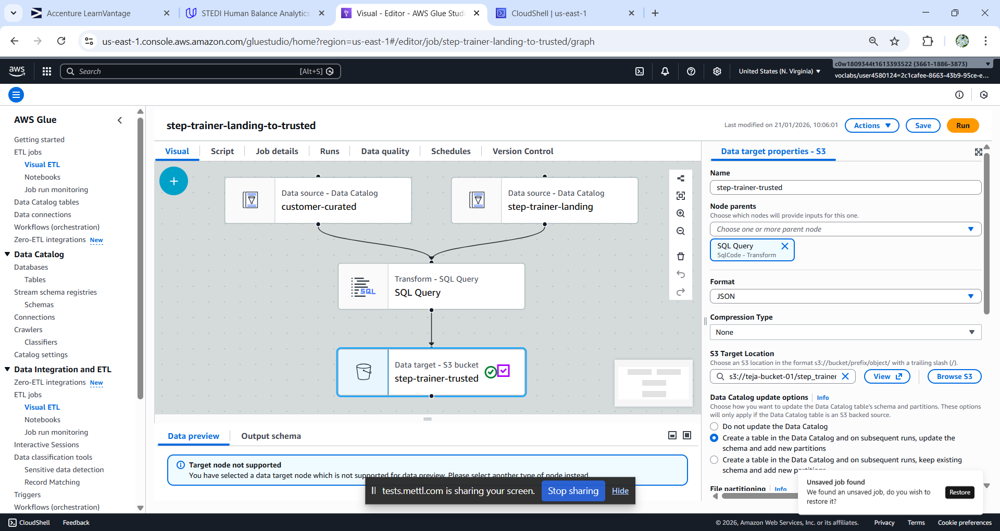 Accenture LearnVantage
STEDI Human Balance Analytics
Visual - Editor - AWS Glue Studi
CloudShell | us-east-1
us-east-1.console.aws.amazon.com/gluestudio/home?region=us-east-1#/editor/job/step-trainer-landing-to-trusted/graph
aws
Search
[Alt+S]
United States (N. Virginia)
c0w1809344t1613393522 (3661-1886-3873)
voclabs/user4580124=2c1cafee-8663-43b9-95ce-e...
AWS Glue
Getting started
ETL jobs
Visual ETL
Notebooks
Job run monitoring
Data Catalog tables
Data connections
Workflows (orchestration)
Zero-ETL integrations New
Data Catalog
Databases
Tables
Stream schema registries
Schemas
Connections
Crawlers
Classifiers
Catalog settings
Data Integration and ETL
Zero-ETL integrations New
ETL jobs
Visual ETL
Notebooks
Job run monitoring
Interactive Sessions
Data classification tools
Sensitive data detection
Record Matching
Triggers
Workflows (orchestration)
step-trainer-landing-to-trusted
Last modified on 21/01/2026, 10:06:01
Actions
Save
Run
Visual
Script
Job details
Runs
Data quality
Schedules
Version Control
Data source - Data Catalog
customer-curated
Data source - Data Catalog
step-trainer-landing
SQL
Transform - SQL Query
SQL Query
Data target - S3 bucket
step-trainer-trusted
Data preview
Output schema
Target node not supported
You have selected a data target node which is not supported for data preview. Please select another type of node instead.
tests.mettl.com is sharing your screen.
Stop sharing
Hide
Data target properties - S3
Name
step-trainer-trusted
Node parents
Choose which nodes will provide inputs for this one.
Choose one or more parent node
SQL Query
SqlCode - Transform
Format
JSON
Compression Type
None
S3 Target Location
Choose an S3 location in the format s3://bucket/prefix/object/ with a trailing slash (/).
s3://teja-bucket-01/step_trainer
View
Browse S3
Data Catalog update options
Info
Choose how you want to update the Data Catalog table's schema and partitions. These options
will only apply if the Data Catalog table is an S3 backed source.
Do not update the Data Catalog
Create a table in the Data Catalog and on subsequent runs, update the
schema and add new partitions
Create a table in the Data Catalog and on subsequent runs, keep existing
schema and add new partitions
File partitioning
Info
Unsaved job found
We found an unsaved job, do you wish to
restore it?
Restore
CloudShell
Feedback
© 2026, Amazon Web Services, Inc. or its affiliates.
Privacy
Terms
Cookie preferences